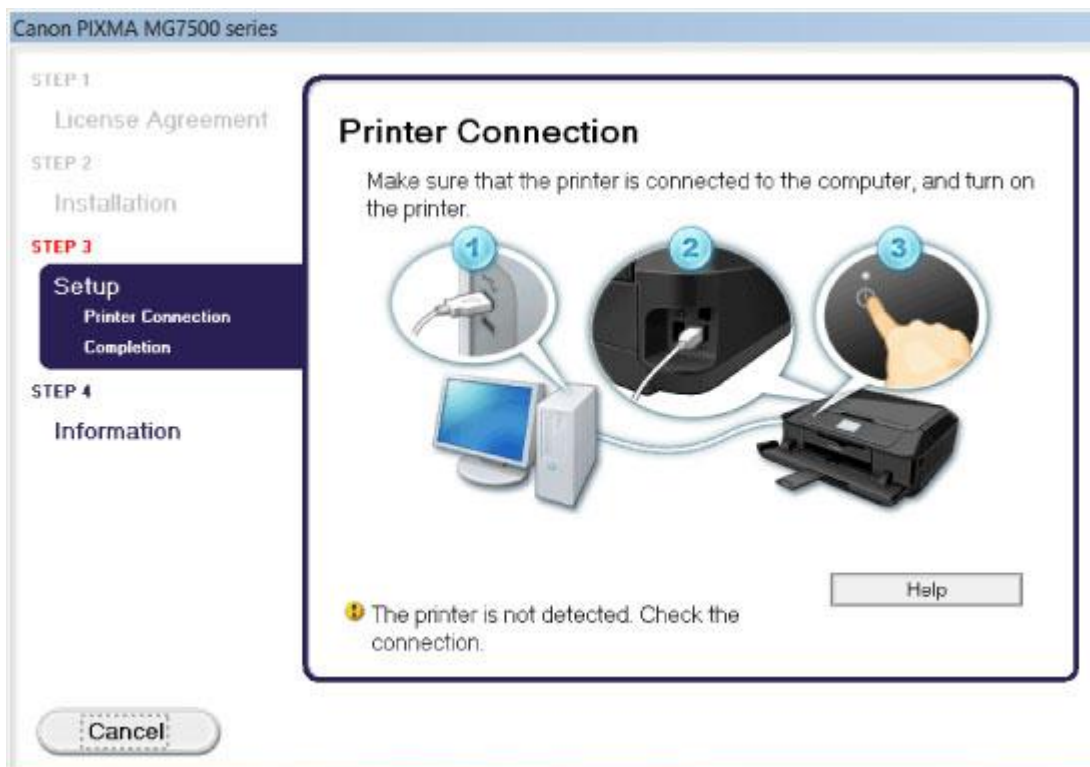 Canon PIXMA MG7500 series
STEP 1
License Agreement
STEP 2
Installation
STEP 3
Setup
Printer Connection
Completion
STEP 4
Information
Printer Connection
Make sure that the printer is connected to the computer, and turn on
the printer.
1
2
3
Help
The printer is not detected. Check the
connection.
Cancel